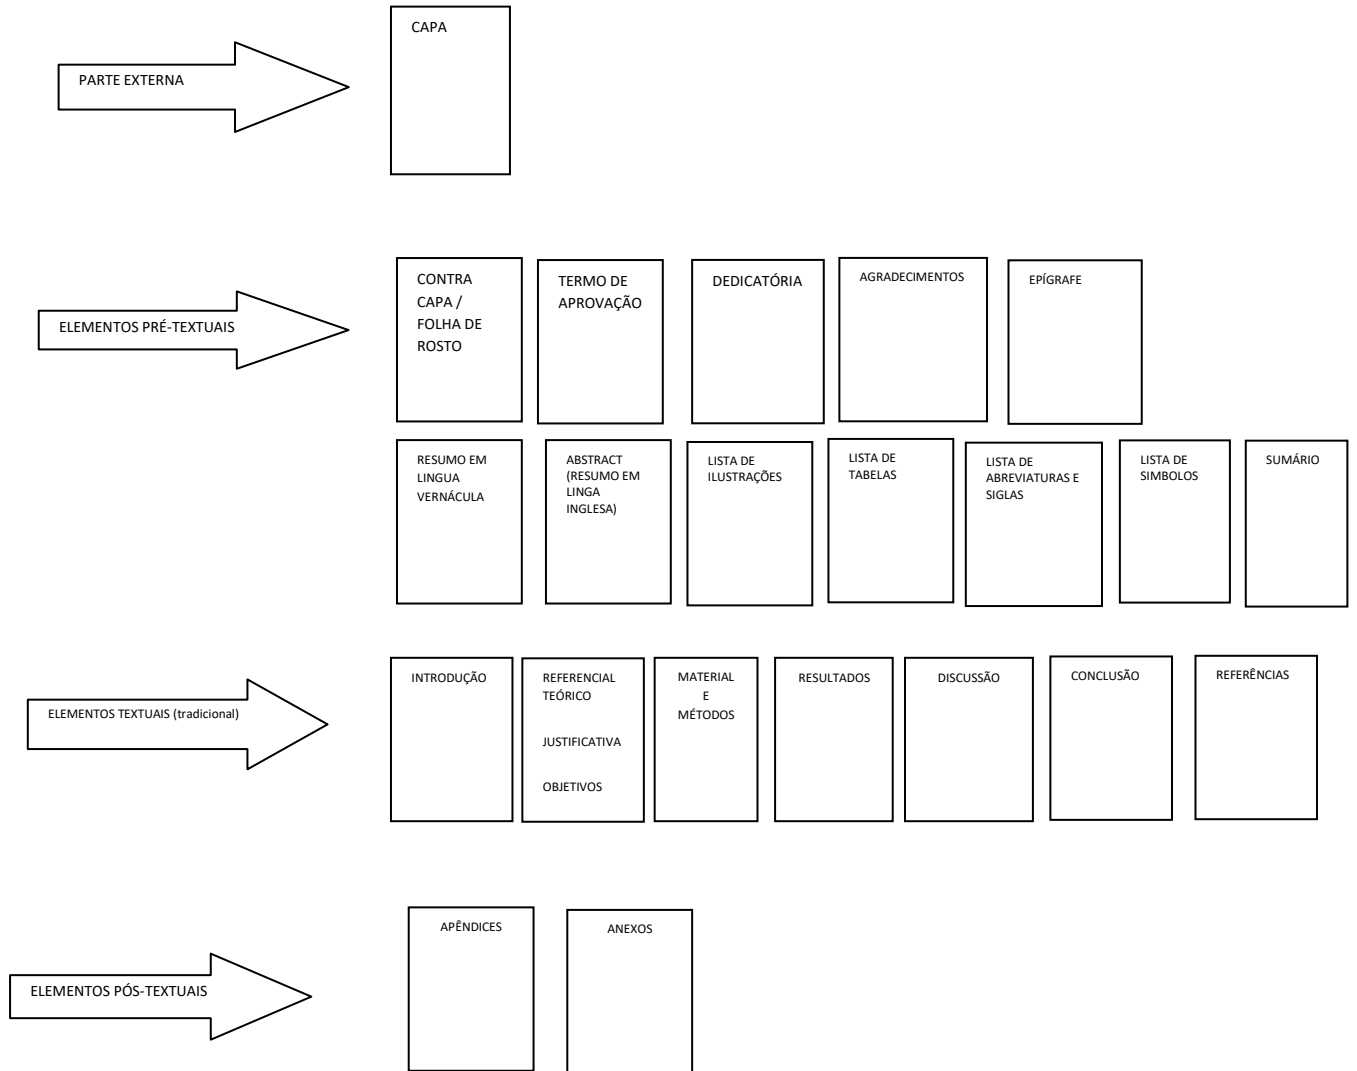 CAPA
PARTE EXTERNA
CONTRA
CAPA /
FOLHA DE
ROSTO
TERMO DE
APROVAÇÃO
DEDICATÓRIA
AGRADECIMENTOS
EPÍGRAFE
ELEMENTOS PRÉ-TEXTUAIS
RESUMO EM
LINGUA
VERNÁCULA
ABSTRACT
(RESUMO EM
LINGA
INGLESA)
LISTA DE
ILUSTRAÇÕES
LISTA DE
TABELAS
LISTA DE
ABREVIATURAS E
SIGLAS
LISTA DE
SIMBOLOS
SUMÁRIO
ELEMENTOS TEXTUAIS (tradicional)
INTRODUÇÃO
REFERENCIAL
TEÓRICO
JUSTIFICATIVA
OBJETIVOS
MATERIAL
E
MÉTODOS
RESULTADOS
DISCUSSÃO
CONCLUSÃO
REFERÊNCIAS
ELEMENTOS PÓS-TEXTUAIS
APÊNDICES
ANEXOS